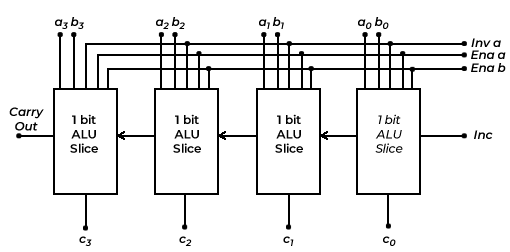 a3 b3 a2 b2 a1 b1 a0 b0
Inv a
Ena a
Ena b
Carry
Out
1 bit
ALU
Slice
1 bit
ALU
Slice
1 bit
ALU
Slice
1 bit
ALU
Slice
Inc
c3 c2 c1 c0